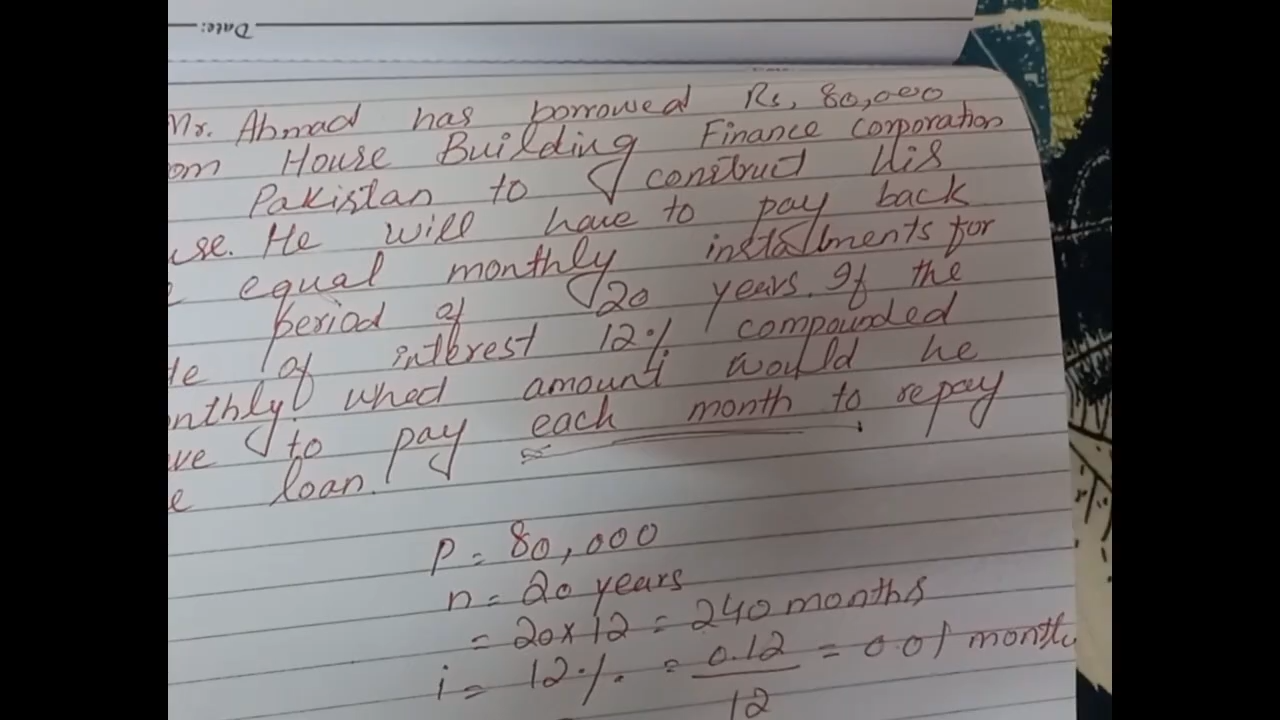 Date:
Mr. Ahmad has borrowed Rs, 80,000
om House Building Finance corporation
Pakistan to construct His
use. He will have to pay back
e equal monthly installments for
period of 20 years. If the
te of interest 12% compounded
onthly. whed amount would he
ve to pay each month to repay
e loan.
P = 80,000
n = 20 years
= 20 x 12 = 240 months
i = 12% = 0.12 / 12 = 0.01 month